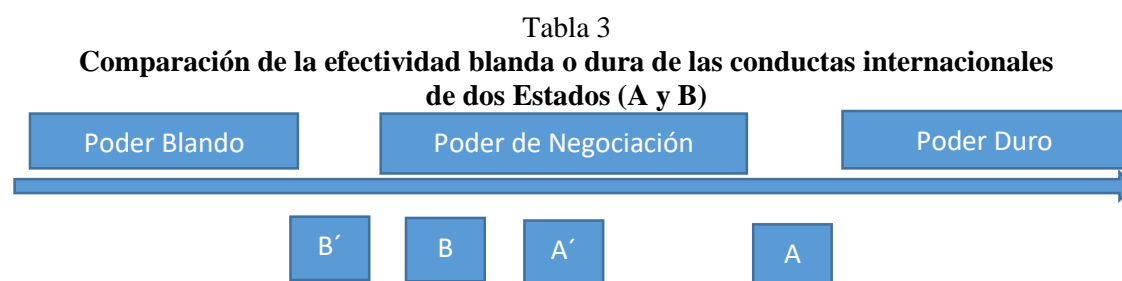 Tabla 3
Comparación de la efectividad blanda o dura de las conductas internacionales
de dos Estados (A y B)
Poder Blando
Poder de Negociación
Poder Duro
B´
B
A´
A